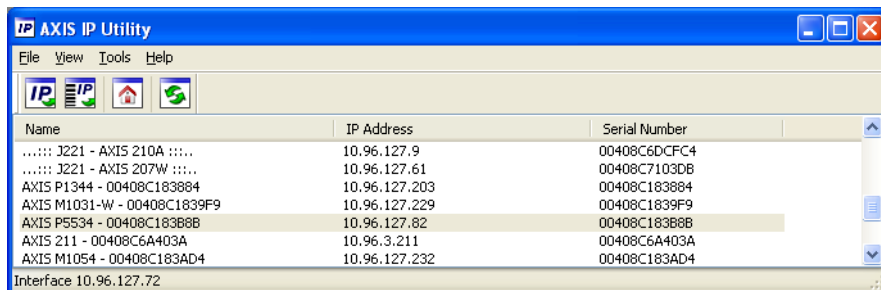 IP AXIS IP Utility
File View Tools Help
IP IP
Name IP Address Serial Number
...::: J221 - AXIS 210A :::.. 10.96.127.9 00408C6DCFC4
...::: J221 - AXIS 207W :::.. 10.96.127.61 00408C7103DB
AXIS P1344 - 00408C183884 10.96.127.203 00408C183884
AXIS M1031-W - 00408C1839F9 10.96.127.229 00408C1839F9
AXIS P5534 - 00408C183B8B 10.96.127.82 00408C183B8B
AXIS 211 - 00408C6A403A 10.96.3.211 00408C6A403A
AXIS M1054 - 00408C183AD4 10.96.127.232 00408C183AD4
Interface 10.96.127.72